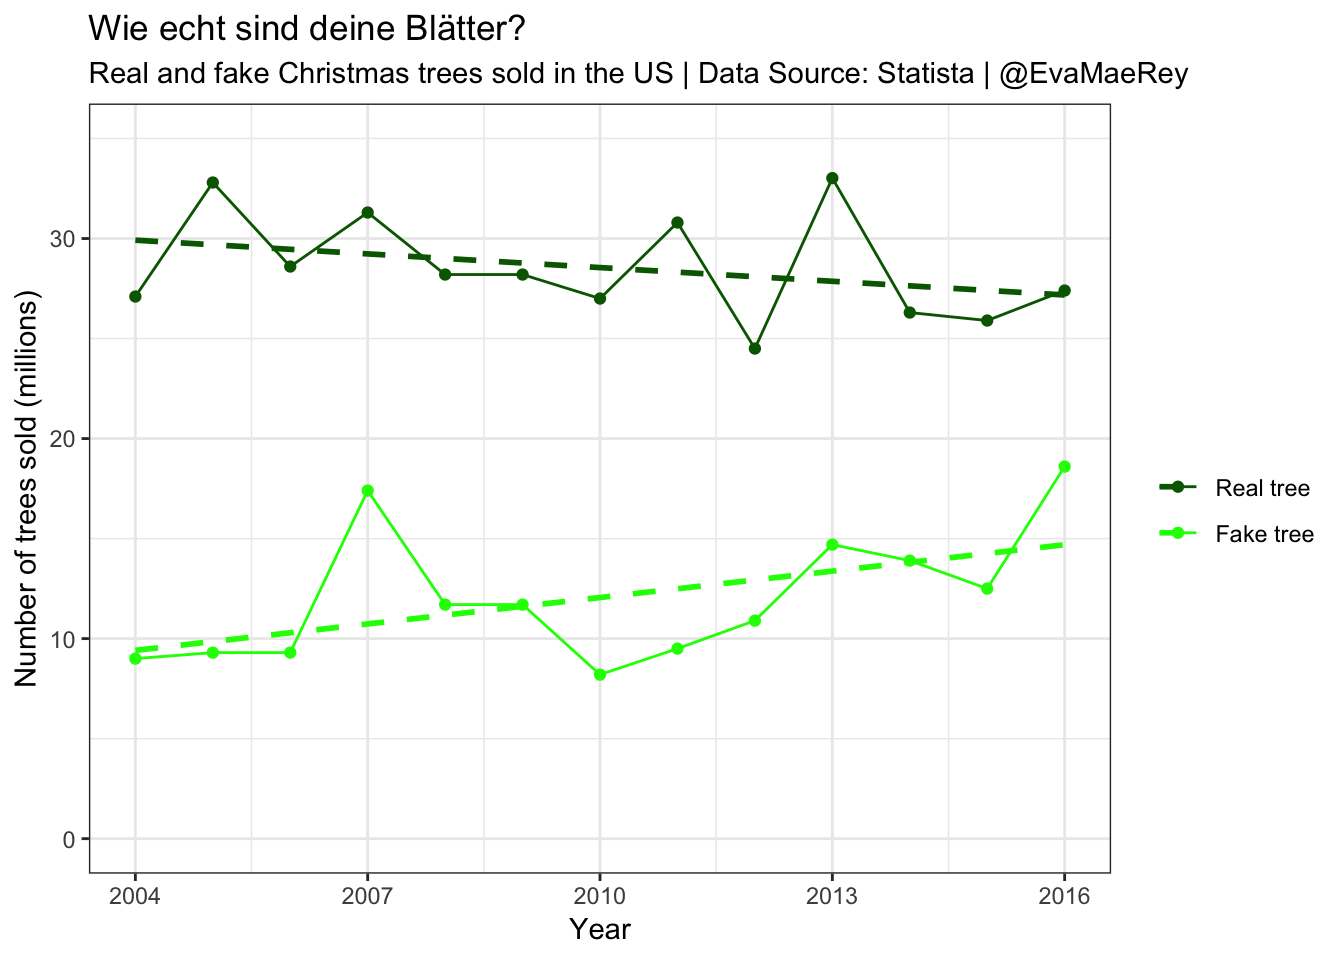 Wie echt sind deine Blätter?
Real and fake Christmas trees sold in the US | Data Source: Statista | @EvaMaeRey
Number of trees sold (millions)
30
20
10
0
2004 2007 2010 2013 2016
Year
Real tree
Fake tree